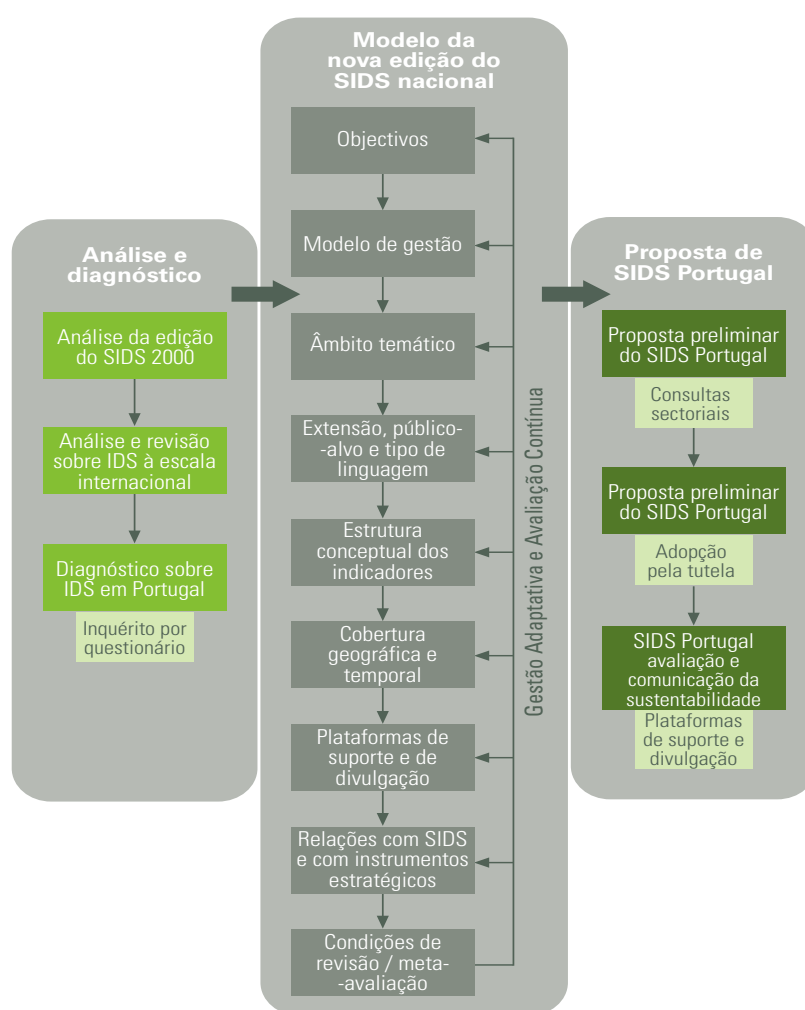 Análise e
diagnóstico
Análise da edição
do SIDS 2000
Análise e revisão
sobre IDS à escala
internacional
Diagnóstico sobre
IDS em Portugal
Inquérito por
questionário
Modelo da
nova edição do
SIDS nacional
Objectivos
Modelo de gestão
Âmbito temático
Extensão, público-
-alvo e tipo de
linguagem
Estrutura
conceptual dos
indicadores
Cobertura
geográfica e
temporal
Plataformas de
suporte e de
divulgação
Relações com SIDS
e com instrumentos
estratégicos
Condições de
revisão / meta-
-avaliação
Gestão Adaptativa e Avaliação Contínua
Proposta de
SIDS Portugal
Proposta preliminar
do SIDS Portugal
Consultas
sectoriais
Proposta preliminar
do SIDS Portugal
Adopção
pela tutela
SIDS Portugal
avaliação e
comunicação da
sustentabilidade
Plataformas
de suporte e
divulgação